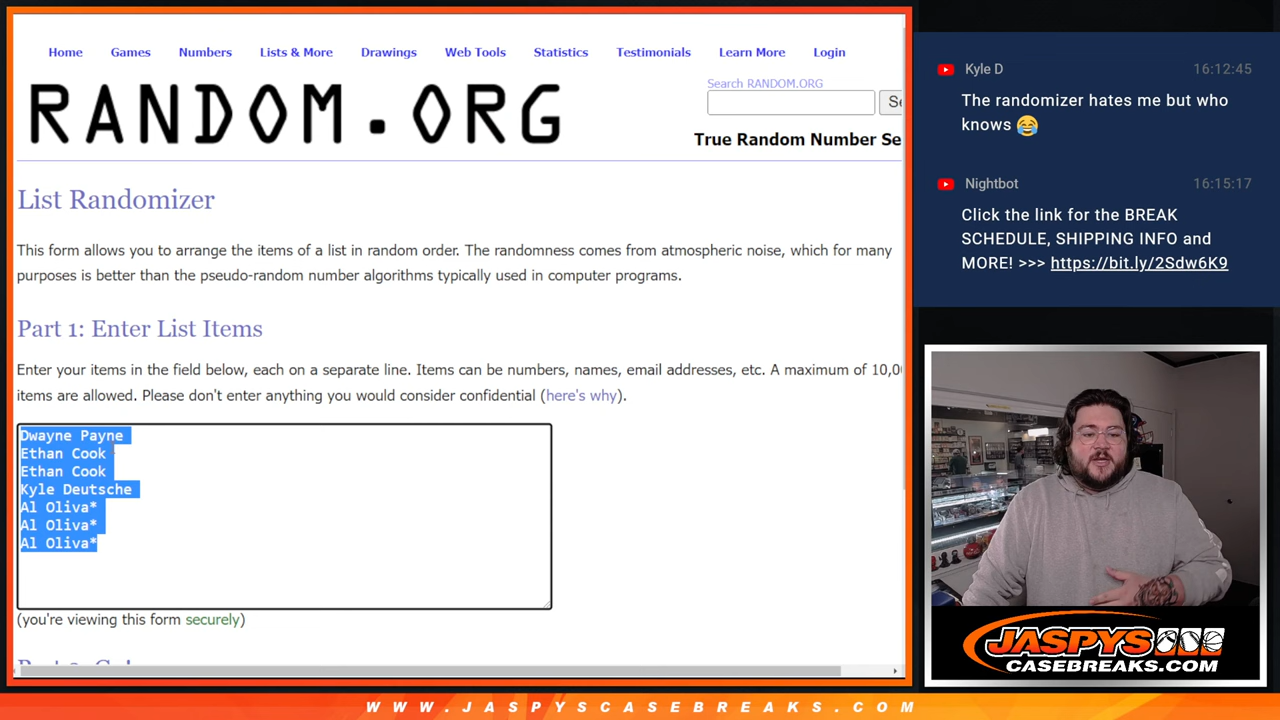 Home Games Numbers Lists & More Drawings Web Tools Statistics Testimonials Learn More Login
RANDOM.ORG
Search RANDOM.ORG
True Random Number Se
List Randomizer
This form allows you to arrange the items of a list in random order. The randomness comes from atmospheric noise, which for many
purposes is better than the pseudo-random number algorithms typically used in computer programs.
Part 1: Enter List Items
Enter your items in the field below, each on a separate line. Items can be numbers, names, email addresses, etc. A maximum of 10,00
items are allowed. Please don't enter anything you would consider confidential (here's why).
Dwayne Payne
Ethan Cook
Ethan Cook
Kyle Deutsche
Al Oliva*
Al Oliva*
Al Oliva*
(you're viewing this form securely)
Kyle D 16:12:45
The randomizer hates me but who
knows 😂
Nightbot 16:15:17
Click the link for the BREAK
SCHEDULE, SHIPPING INFO and
MORE! >>> https://bit.ly/2Sdw6K9
JASPYS
CASEBREAKS.COM
WWW.JASPYSCASEBREAKS.COM